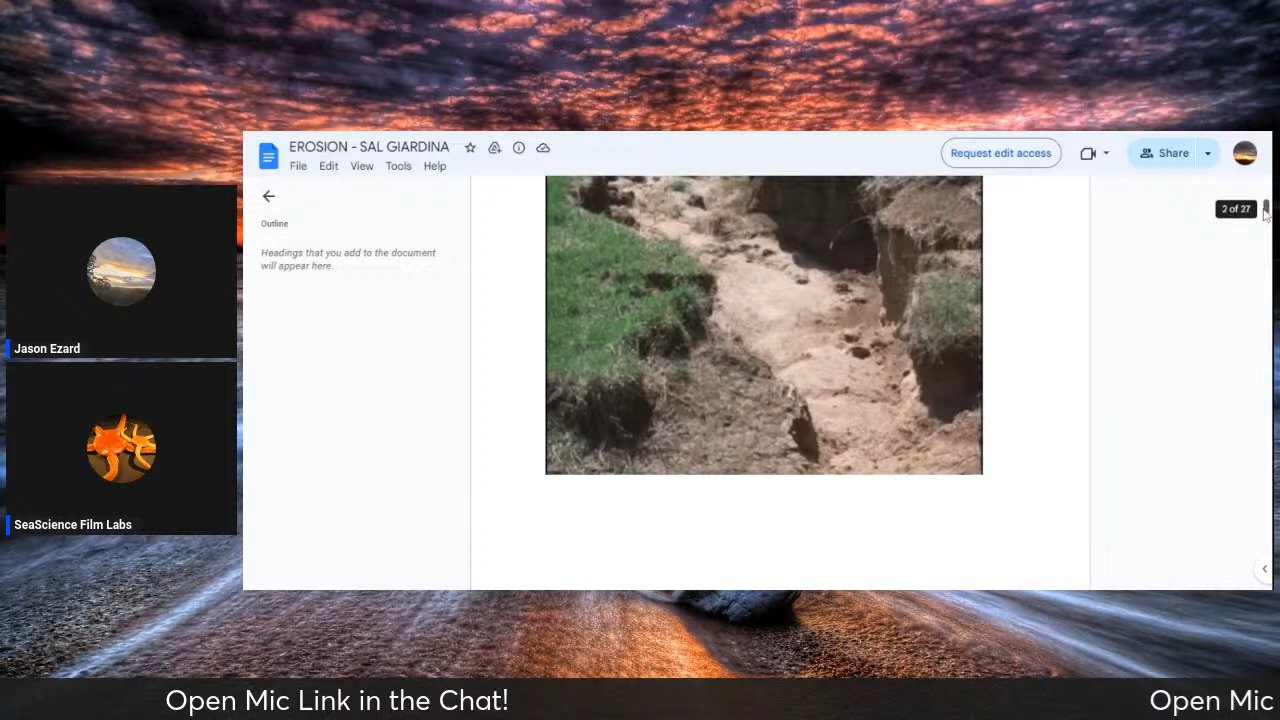 EROSION - SAL GIARDINA
File Edit View Tools Help
Request edit access
Share
Outline
Headings that you add to the document
will appear here.
2 of 27
Jason Ezard
SeaScience Film Labs
Open Mic Link in the Chat!
Open Mic